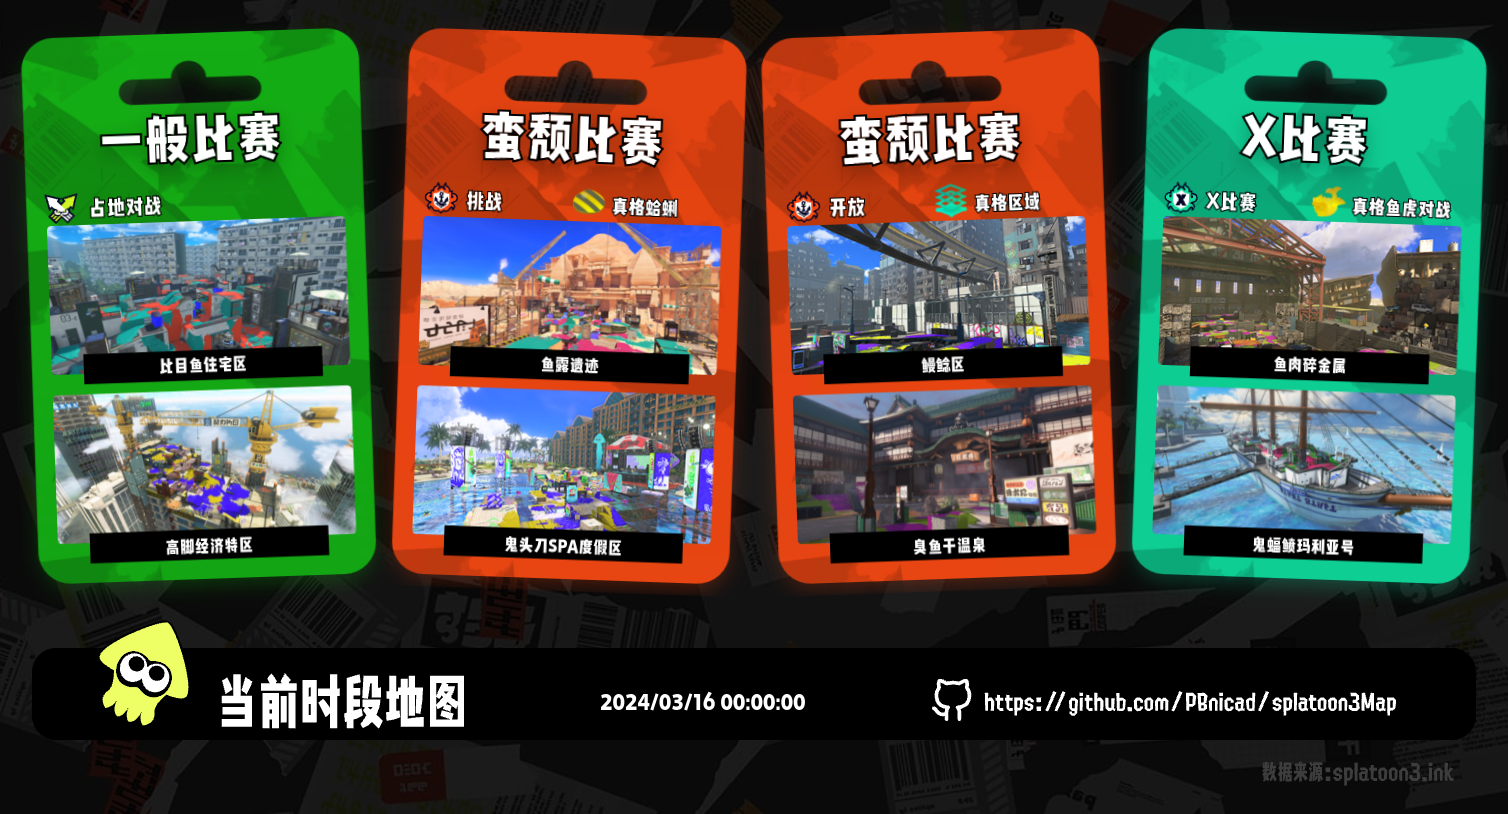 一般比赛
占地对战
比目鱼住宅区
高脚经济特区
蛮颓比赛
挑战
真格蛤蜊
鱼露遗迹
鬼头刀SPA度假区
蛮颓比赛
开放
真格区域
鳗鲶区
臭鱼干温泉
X比赛
X比赛
真格鱼虎对战
鱼肉碎金属
鬼蝠鲼玛利亚号
当前时段地图
2024/03/16 00:00:00
https://github.com/PBnicad/splatoon3Map
数据来源:splatoon3.ink